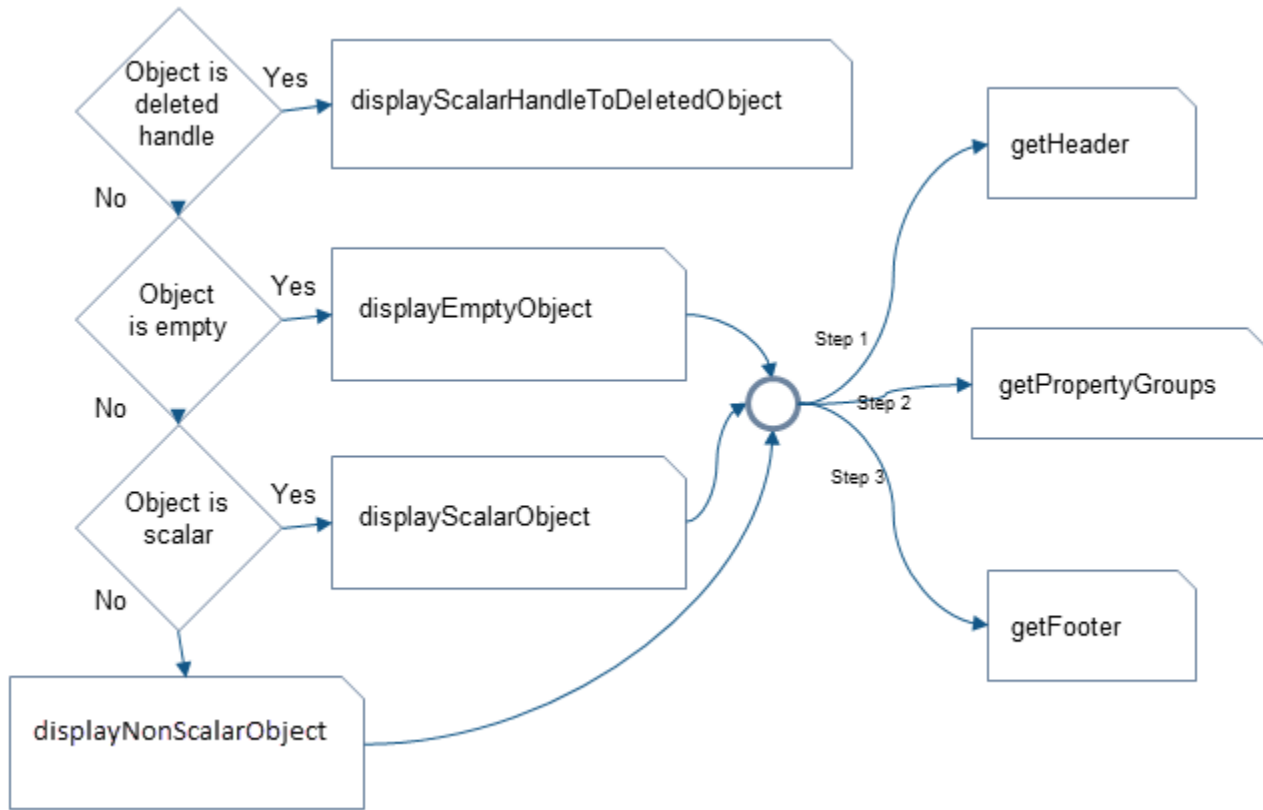 Object is
deleted
handle
Yes
displayScalarHandleToDeletedObject
getHeader
No
Object
is empty
Yes
displayEmptyObject
Step 1
getPropertyGroups
Step 2
No
Object is
scalar
Yes
displayScalarObject
Step 3
No
getFooter
displayNonScalarObject